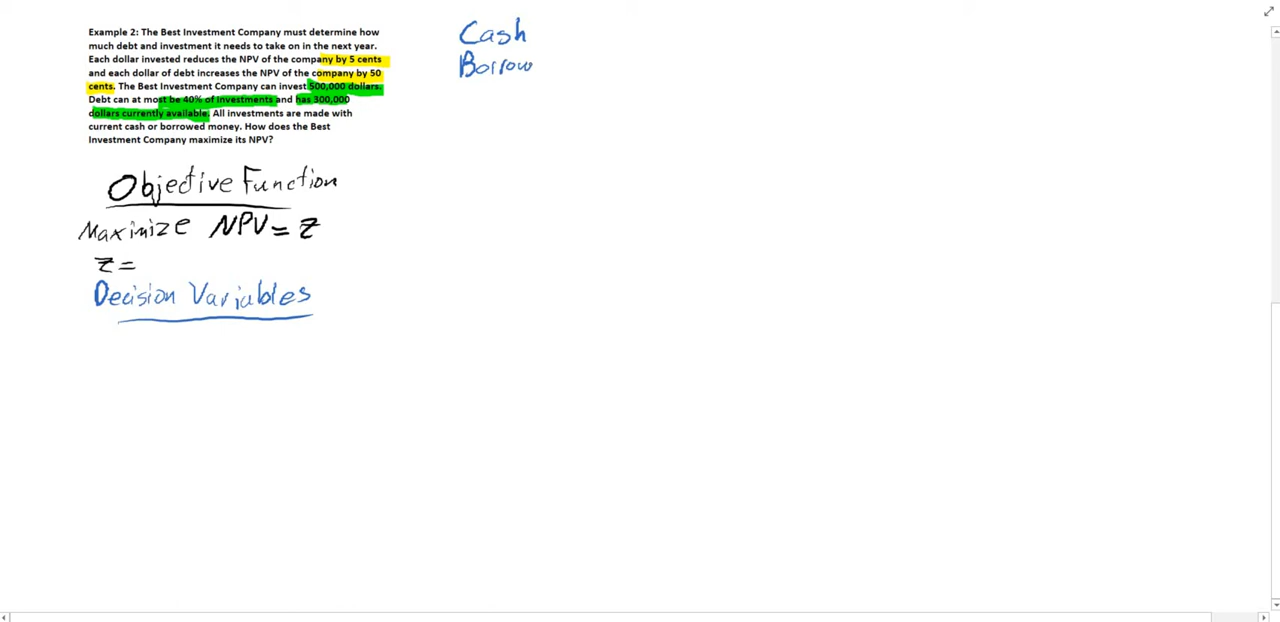 Example 2: The Best Investment Company must determine how
much debt and investment it needs to take on in the next year.
Each dollar invested reduces the NPV of the company by 5 cents
and each dollar of debt increases the NPV of the company by 50
cents. The Best Investment Company can invest 500,000 dollars.
Debt can at most be 40% of investments and has 300,000
dollars currently available. All investments are made with
current cash or borrowed money. How does the Best
Investment Company maximize its NPV?
Cash
Borrow
Objective Function
Maximize NPV = Z
Z =
Decision Variables